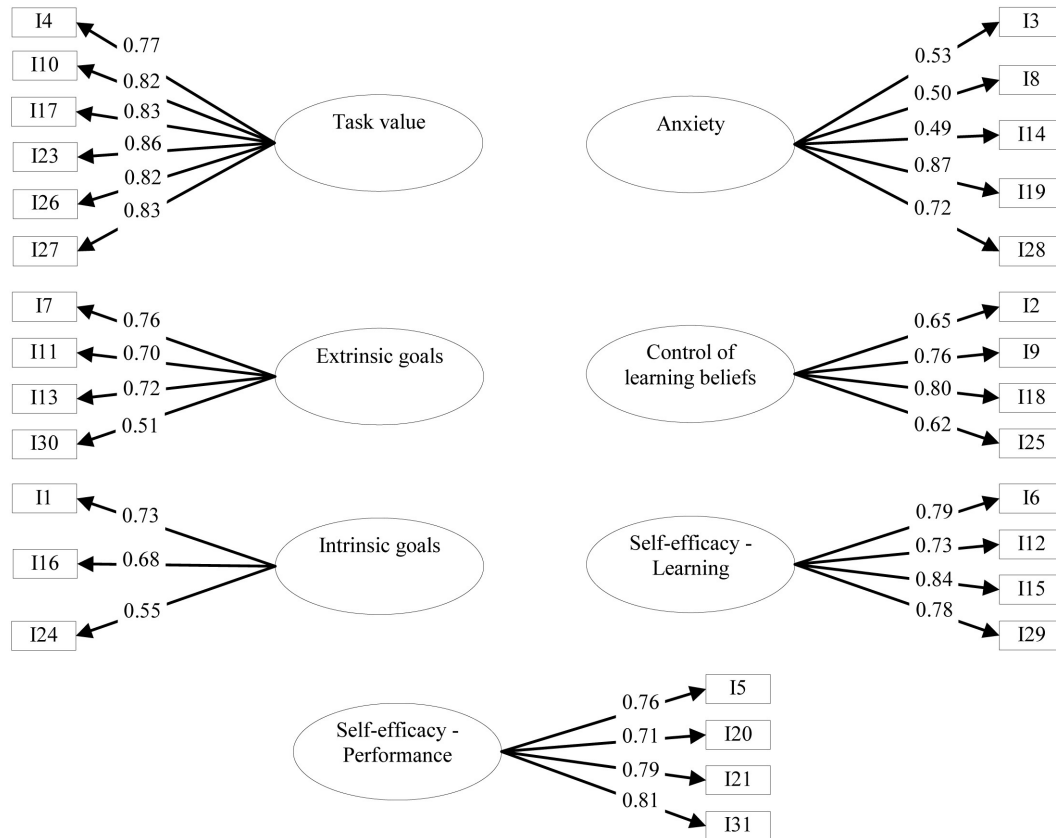 I4
0.77
I10
0.82
I17
0.83
I23
0.86
I26
0.82
I27
0.83
Task value
Anxiety
I3
0.53
I8
0.50
I14
0.49
I19
0.87
I28
0.72
I7
0.76
I11
0.70
I13
0.72
I30
0.51
Extrinsic goals
Control of
learning beliefs
I2
0.65
I9
0.76
I18
0.80
I25
0.62
I1
0.73
I16
0.68
I24
0.55
Intrinsic goals
Self-efficacy -
Learning
I6
0.79
I12
0.73
I15
0.84
I29
0.78
Self-efficacy -
Performance
I5
0.76
I20
0.71
I21
0.79
I31
0.81